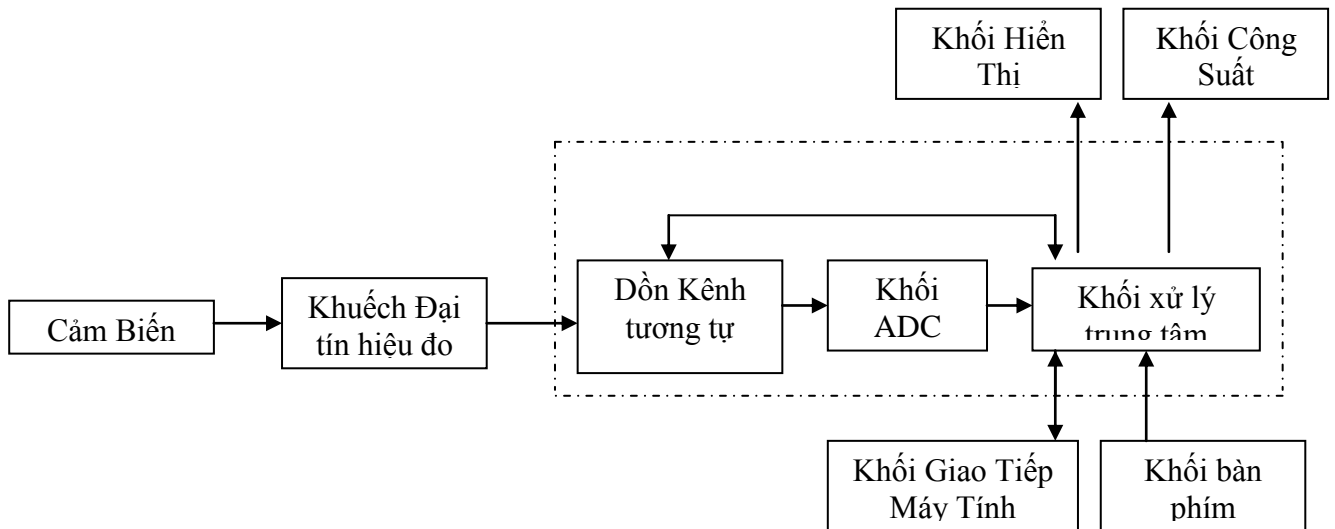 Khối Hiển
Thị
Khối Công
Suất
Cảm Biến
Khuếch Đại
tín hiệu đo
Dồn Kênh
tương tự
Khối
ADC
Khối xử lý
trung tâm
Khối Giao Tiếp
Máy Tính
Khối bàn
phím